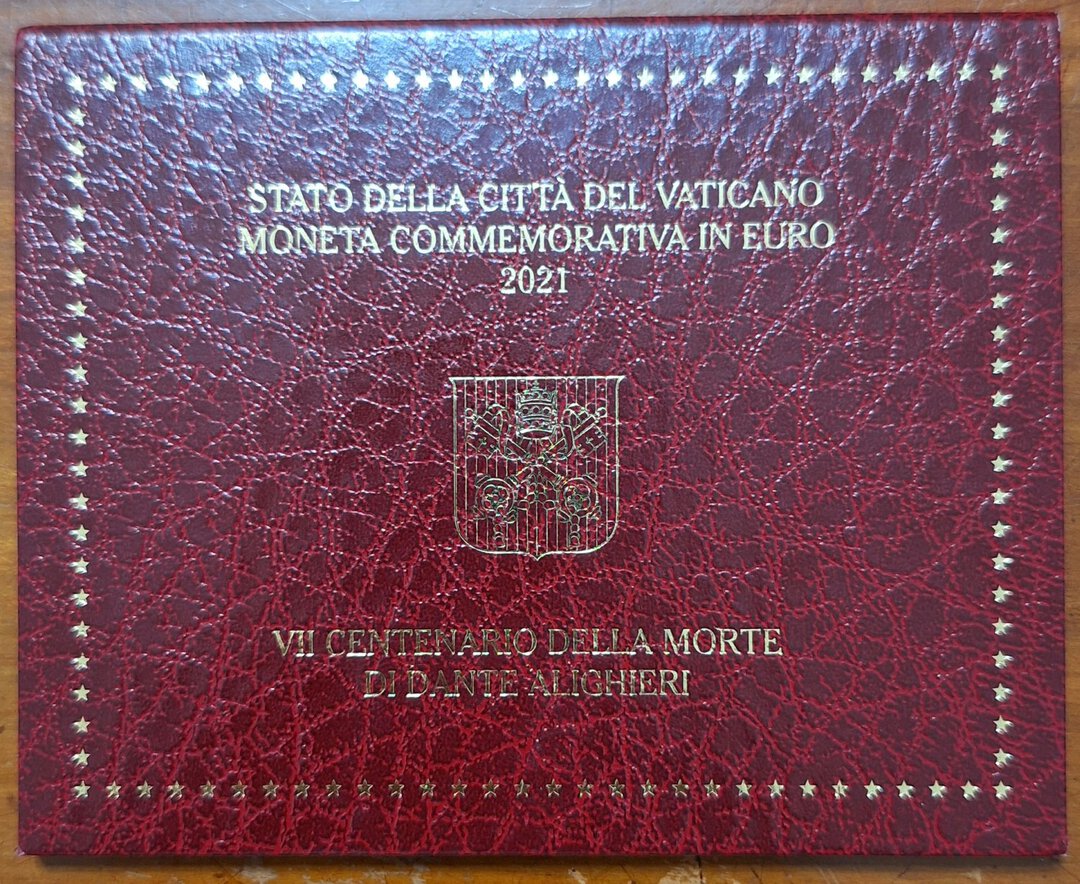 STATO DELLA CITTÀ DEL VATICANO
MONETA COMMEMORATIVA IN EURO
2021
VII CENTENARIO DELLA MORTE
DI DANTE ALIGHIERI